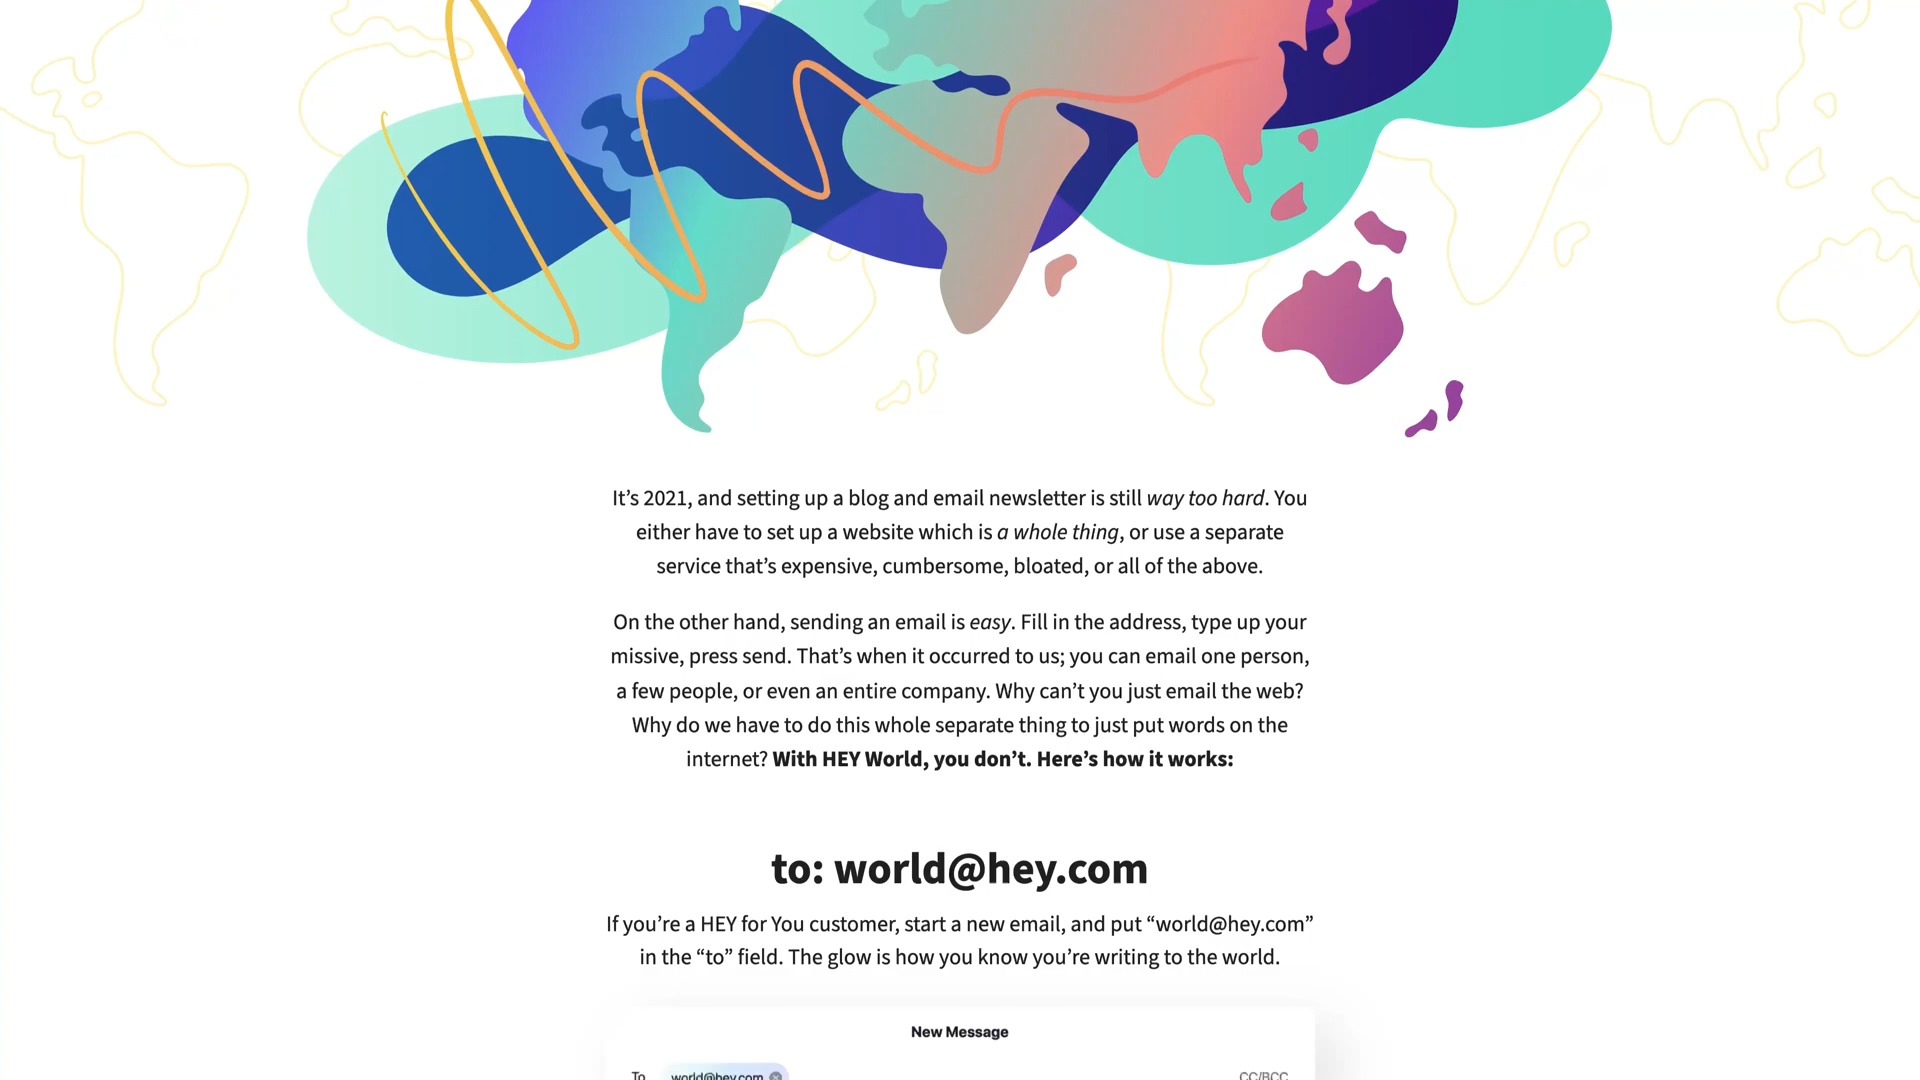 It’s 2021, and setting up a blog and email newsletter is still way too hard. You
either have to set up a website which is a whole thing, or use a separate
service that’s expensive, cumbersome, bloated, or all of the above.
On the other hand, sending an email is easy. Fill in the address, type up your
missive, press send. That’s when it occurred to us; you can email one person,
a few people, or even an entire company. Why can’t you just email the web?
Why do we have to do this whole separate thing to just put words on the
internet? With HEY World, you don’t. Here’s how it works:
to: world@hey.com
If you’re a HEY for You customer, start a new email, and put “world@hey.com”
in the “to” field. The glow is how you know you’re writing to the world.
New Message
To world@hey.com CC/BCC